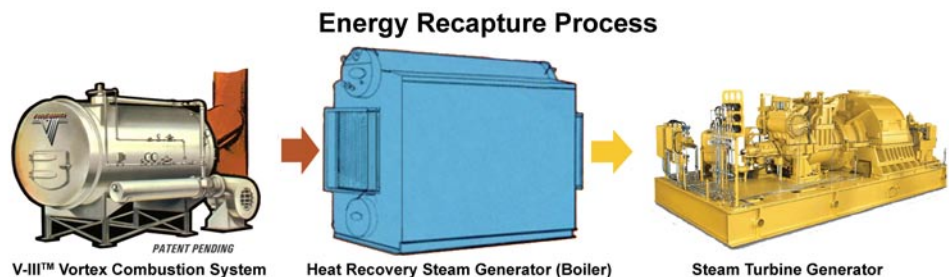 Energy Recapture Process
PATENT PENDING
V-III™ Vortex Combustion System
Heat Recovery Steam Generator (Boiler)
Steam Turbine Generator